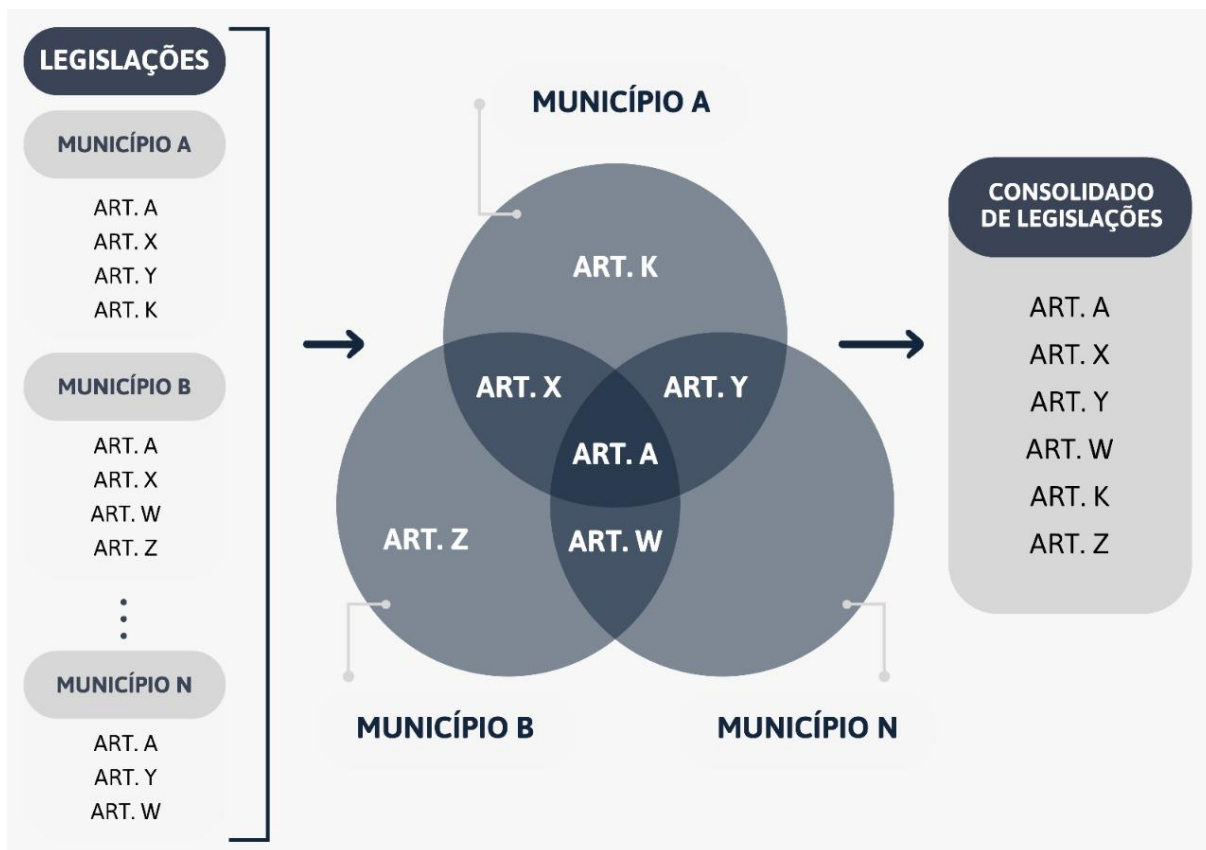 LEGISLAÇÕES
MUNICÍPIO A
ART. A
ART. X
ART. Y
ART. K
MUNICÍPIO B
ART. A
ART. X
ART. W
ART. Z
MUNICÍPIO N
ART. A
ART. Y
ART. W
MUNICÍPIO A
ART. K
ART. X
ART. Y
ART. A
ART. Z
ART. W
MUNICÍPIO B
MUNICÍPIO N
CONSOLIDADO
DE LEGISLAÇÕES
ART. A
ART. X
ART. Y
ART. W
ART. K
ART. Z